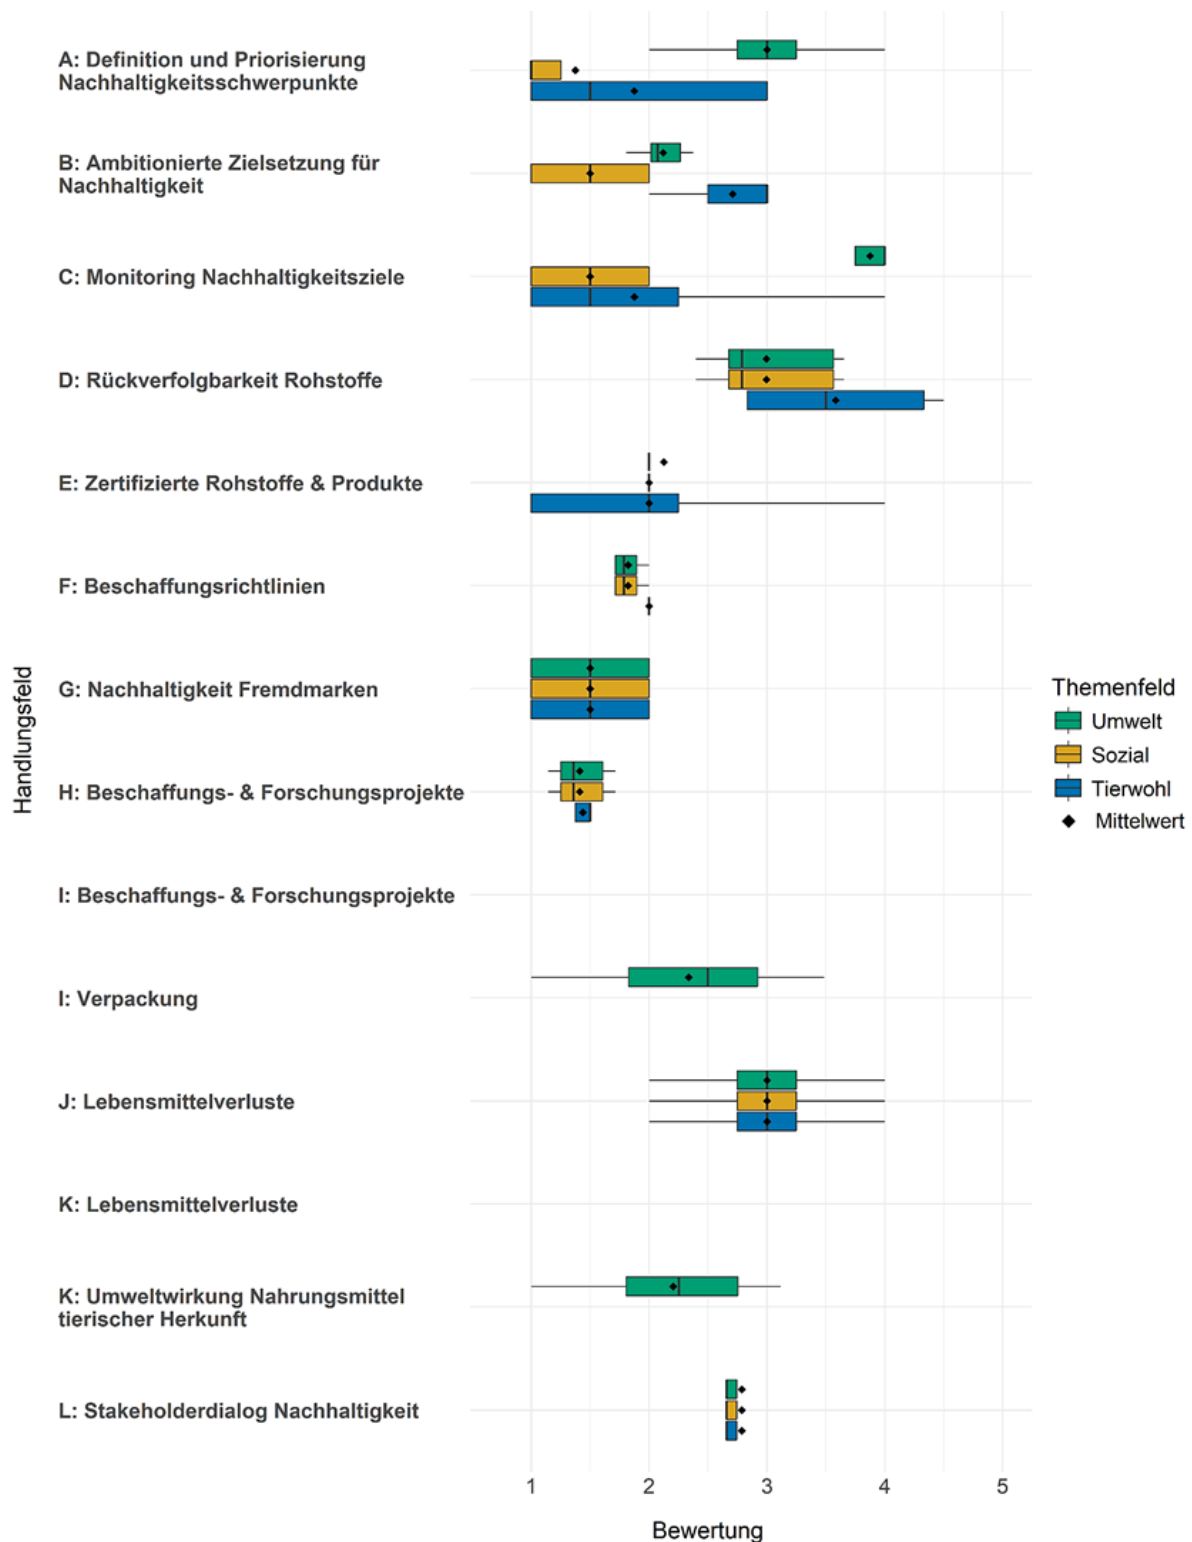 A: Definition und Priorisierung
Nachhaltigkeitsschwerpunkte
B: Ambitionierte Zielsetzung für
Nachhaltigkeit
C: Monitoring Nachhaltigkeitsziele
D: Rückverfolgbarkeit Rohstoffe
E: Zertifizierte Rohstoffe & Produkte
F: Beschaffungsrichtlinien
G: Nachhaltigkeit Fremdmarken
H: Beschaffungs- & Forschungsprojekte
I: Beschaffungs- & Forschungsprojekte
I: Verpackung
J: Lebensmittelverluste
K: Lebensmittelverluste
K: Umweltwirkung Nahrungsmittel
tierischer Herkunft
L: Stakeholderdialog Nachhaltigkeit
Handlungsfeld
1 2 3 4 5
Bewertung
Themenfeld
Umwelt
Sozial
Tierwohl
Mittelwert